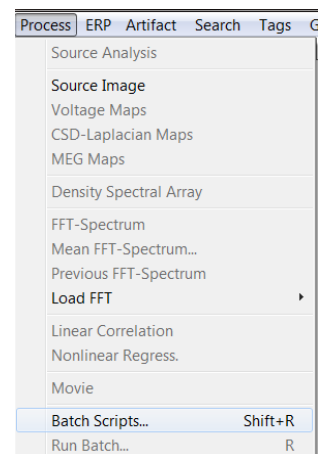 Process ERP Artifact Search Tags G
Source Analysis
Source Image
Voltage Maps
CSD-Laplacian Maps
MEG Maps
Density Spectral Array
FFT-Spectrum
Mean FFT-Spectrum...
Previous FFT-Spectrum
Load FFT
Linear Correlation
Nonlinear Regress.
Movie
Batch Scripts... Shift+R
Run Batch... R